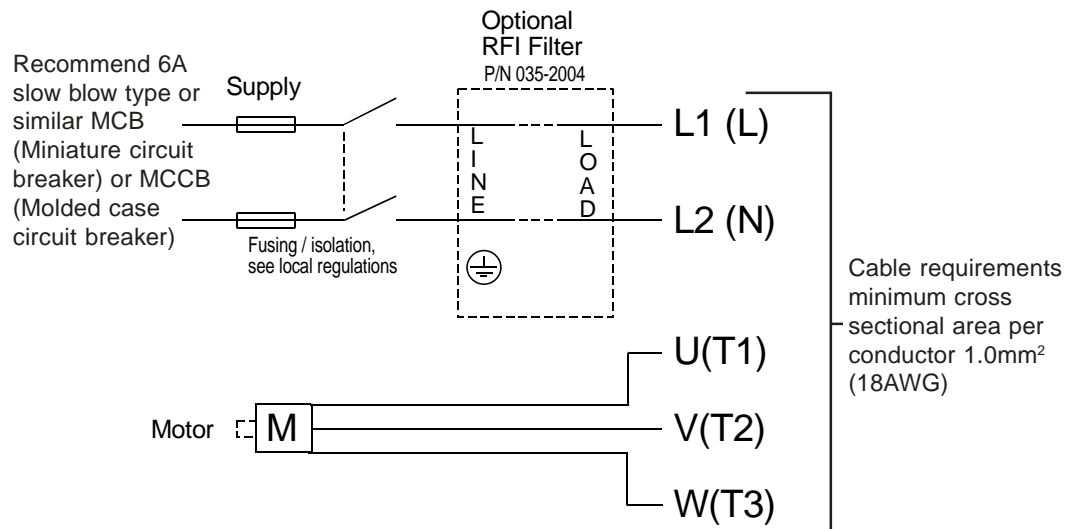 Optional
RFI Filter
P/N 035-2004
Recommend 6A
slow blow type or
similar MCB
(Miniature circuit
breaker) or MCCB
(Molded case
circuit breaker)
Supply
Fusing / isolation,
see local regulations
LINE
LOAD
L1 (L)
L2 (N)
Cable requirements
minimum cross
sectional area per
conductor 1.0mm²
(18AWG)
U(T1)
Motor
M
V(T2)
W(T3)